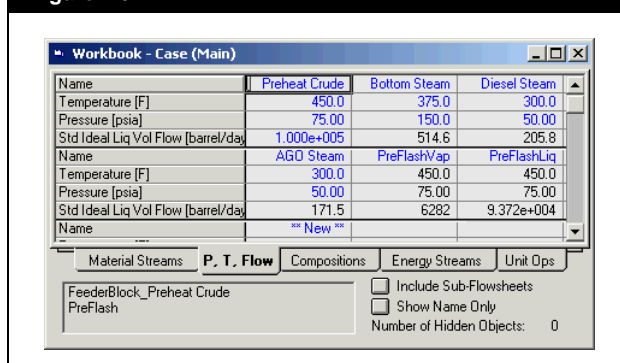 Workbook - Case (Main)
Name Preheat Crude Bottom Steam Diesel Steam
Temperature [F] 450.0 375.0 300.0
Pressure [psia] 75.00 150.0 50.00
Std Ideal Liq Vol Flow [barrel/day 1.000e+005 514.6 205.8
Name AGO Steam PreFlashVap PreFlashLiq
Temperature [F] 300.0 450.0 450.0
Pressure [psia] 50.00 75.00 75.00
Std Ideal Liq Vol Flow [barrel/day 171.5 6282 9.372e+004
Name ** New **
Material Streams P, T, Flow Compositions Energy Streams Unit Ops
FeederBlock_Preheat Crude
PreFlash
Include Sub-Flowsheets
Show Name Only
Number of Hidden Objects: 0